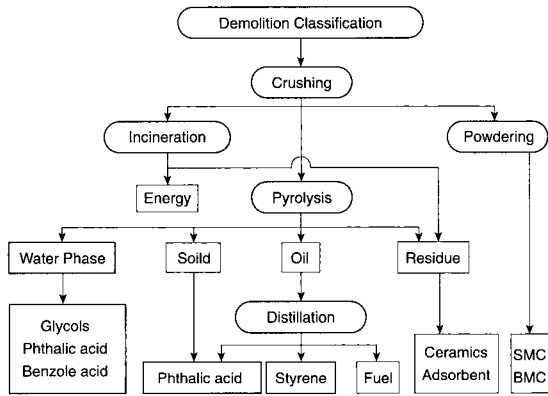 Demolition Classification
Crushing
Incineration
Powdering
Energy
Pyrolysis
Water Phase
Soild
Oil
Residue
Glycols
Phthalic acid
Benzole acid
Distillation
Phthalic acid
Styrene
Fuel
Ceramics
Adsorbent
SMC
BMC